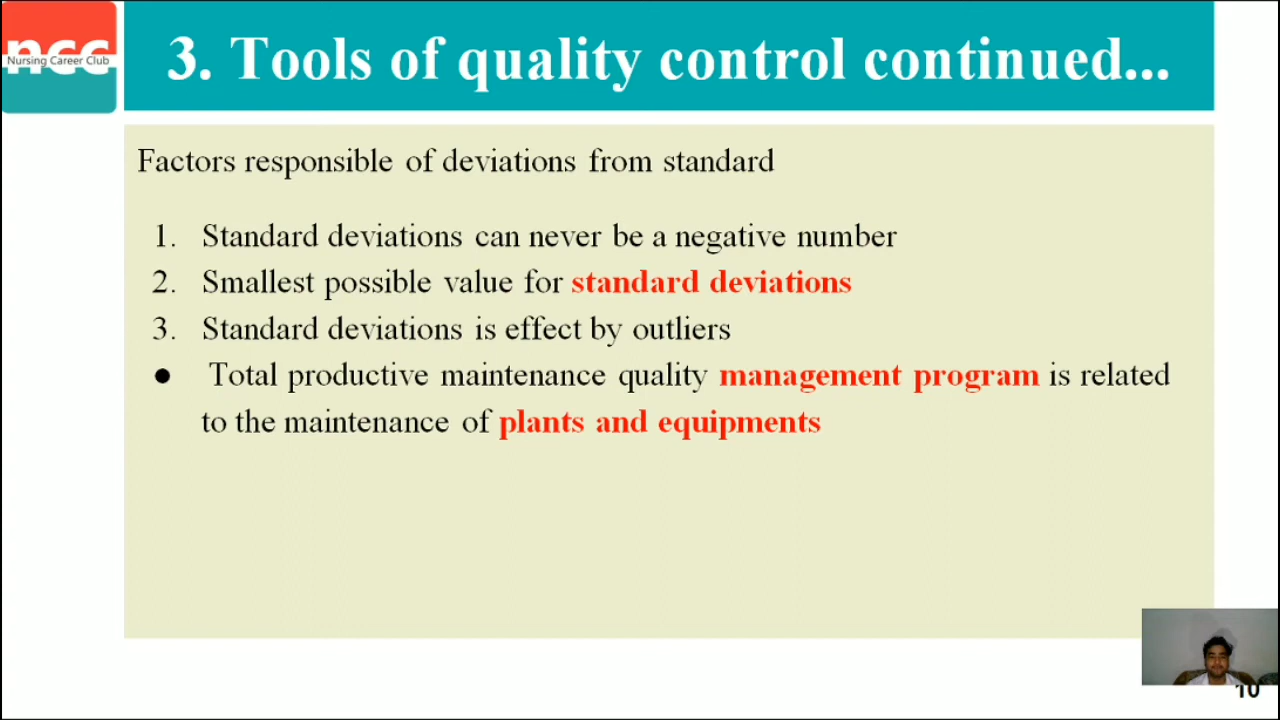 ncc
Nursing Career Club
3. Tools of quality control continued...
Factors responsible of deviations from standard
1. Standard deviations can never be a negative number
2. Smallest possible value for standard deviations
3. Standard deviations is effect by outliers
● Total productive maintenance quality management program is related
to the maintenance of plants and equipments
10